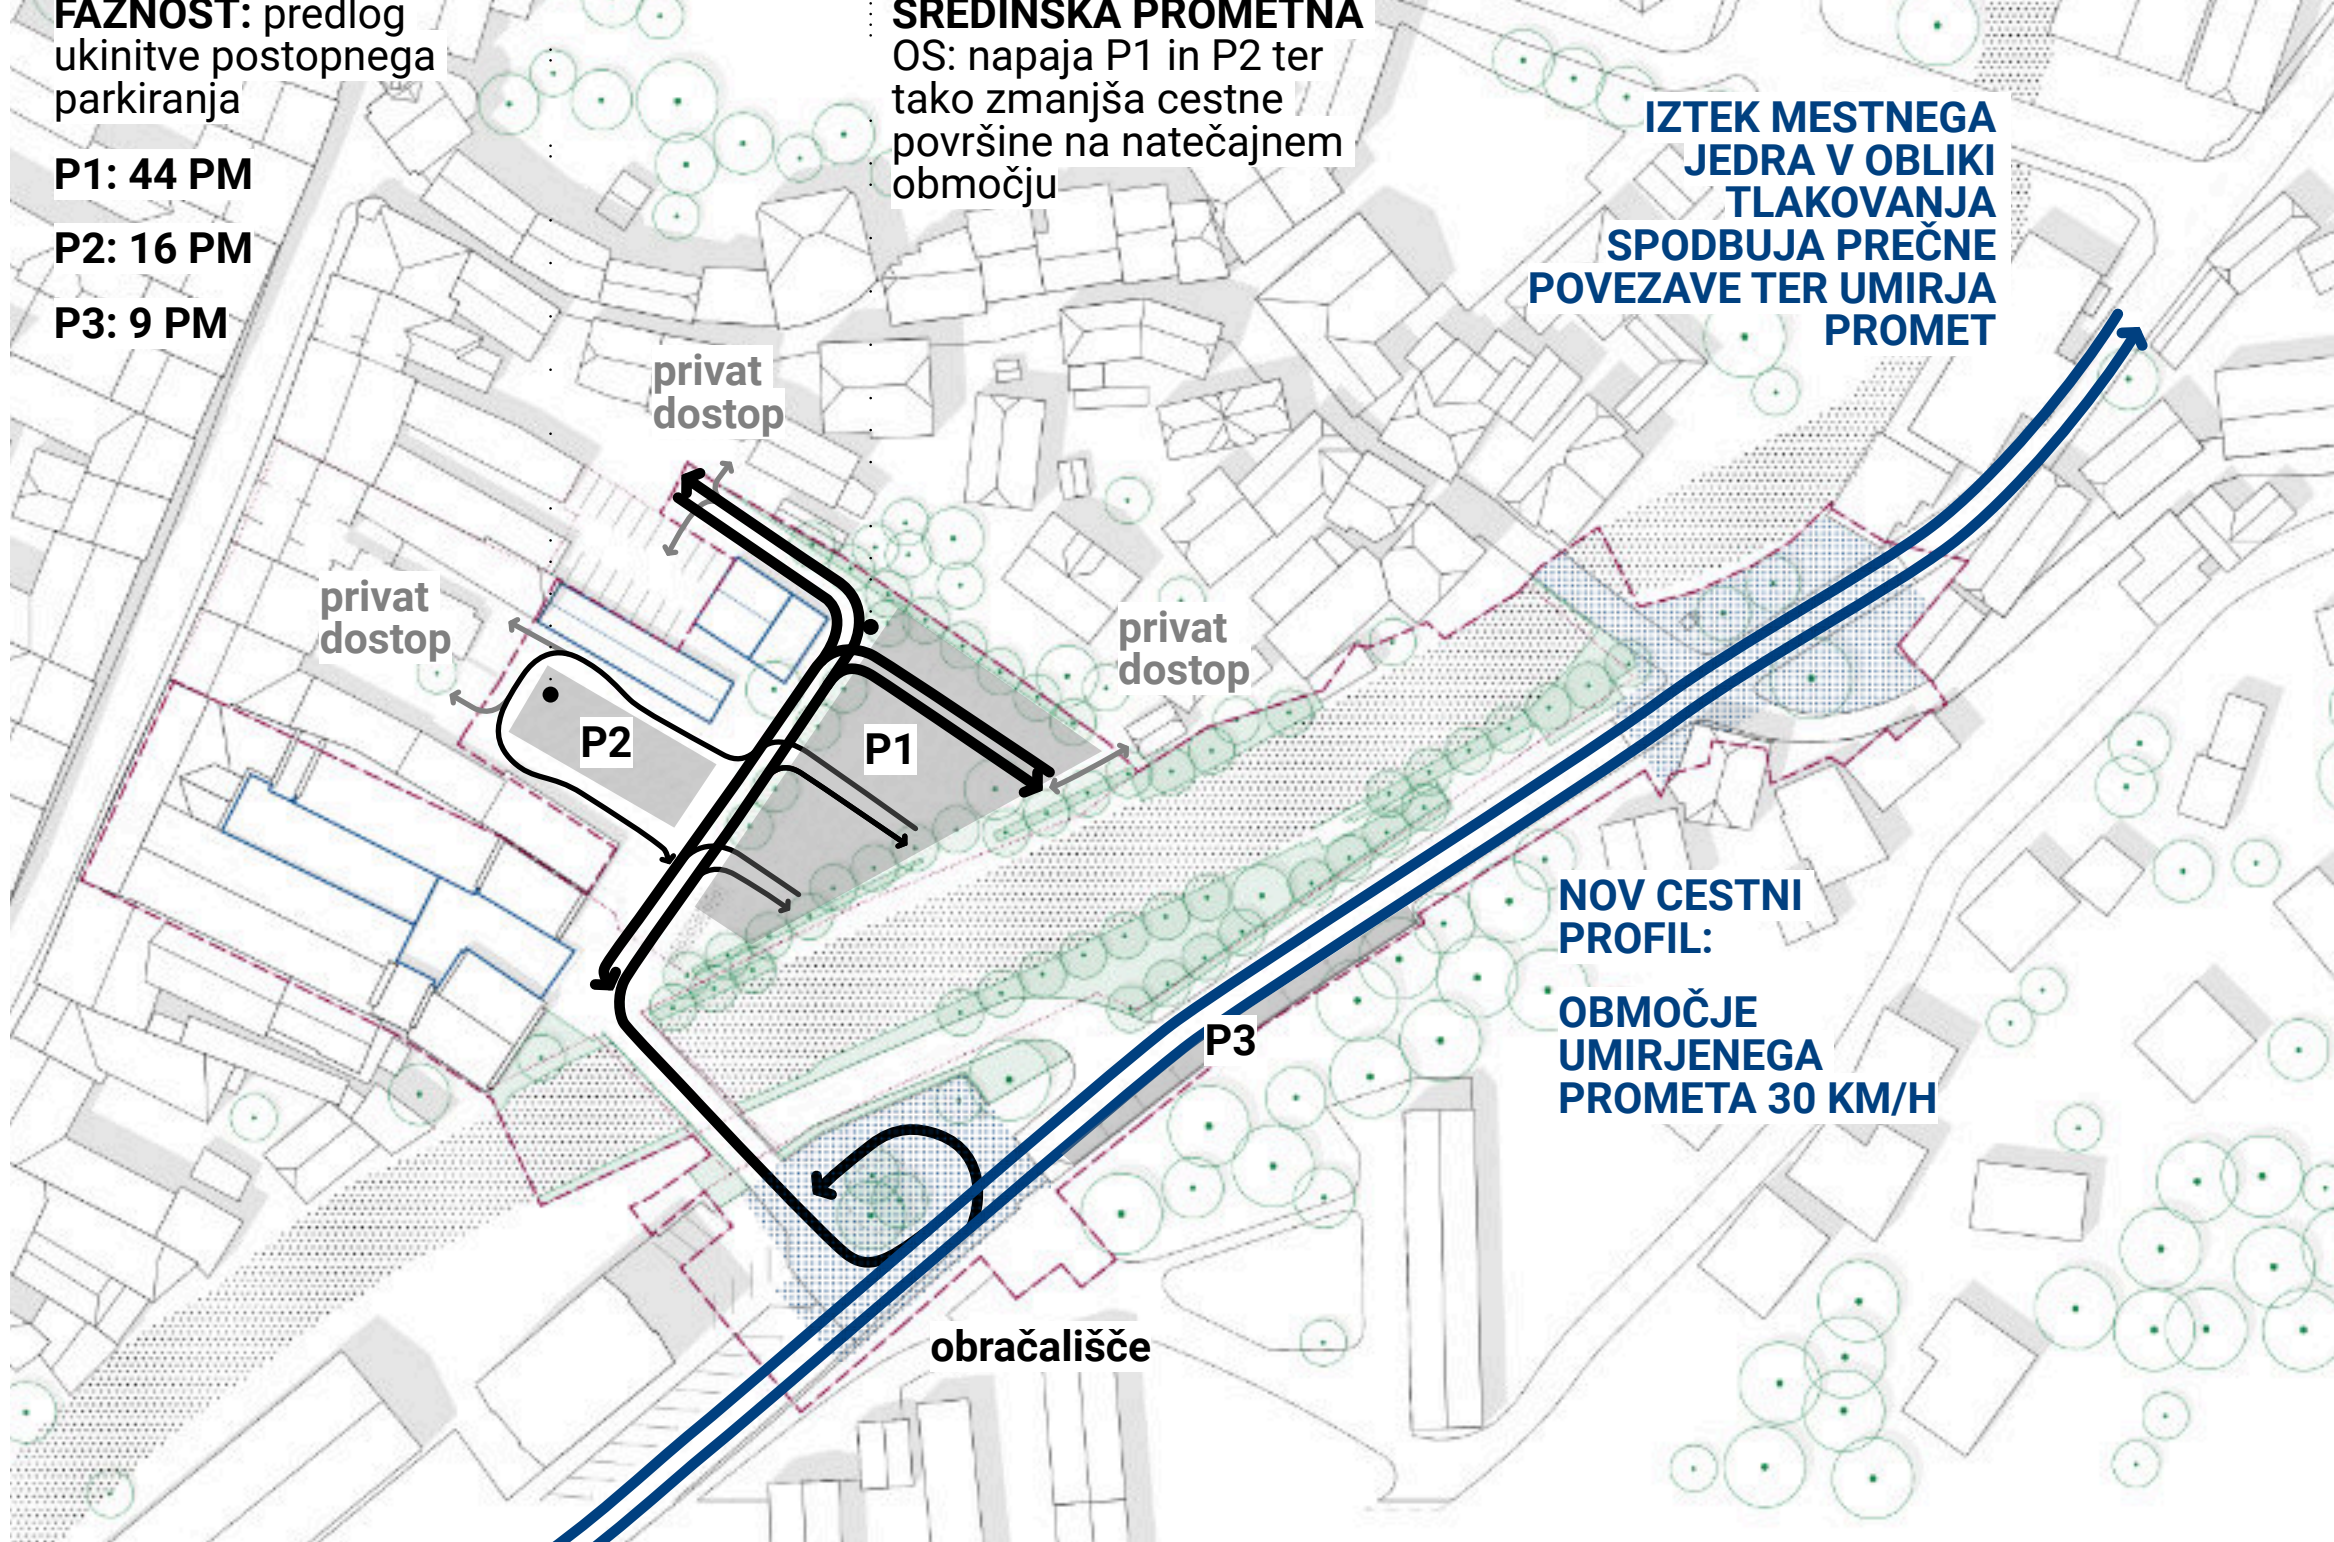 FAZNOST: predlog
ukinitve postopnega
parkiranja
P1: 44 PM
P2: 16 PM
P3: 9 PM
SREDINSKA PROMETNA
OS: napaja P1 in P2 ter
tako zmanjša cestne
površine na natečajnem
območju
IZTEK MESTNEGA
JEDRA V OBLIKI
TLAKOVANJA
SPODBUJA PREČNE
POVEZAVE TER UMIRJA
PROMET
privat
dostop
privat
dostop
privat
dostop
P2
P1
P3
NOV CESTNI
PROFIL:
OBMOČJE
UMIRJENEGA
PROMETA 30 KM/H
obračališče